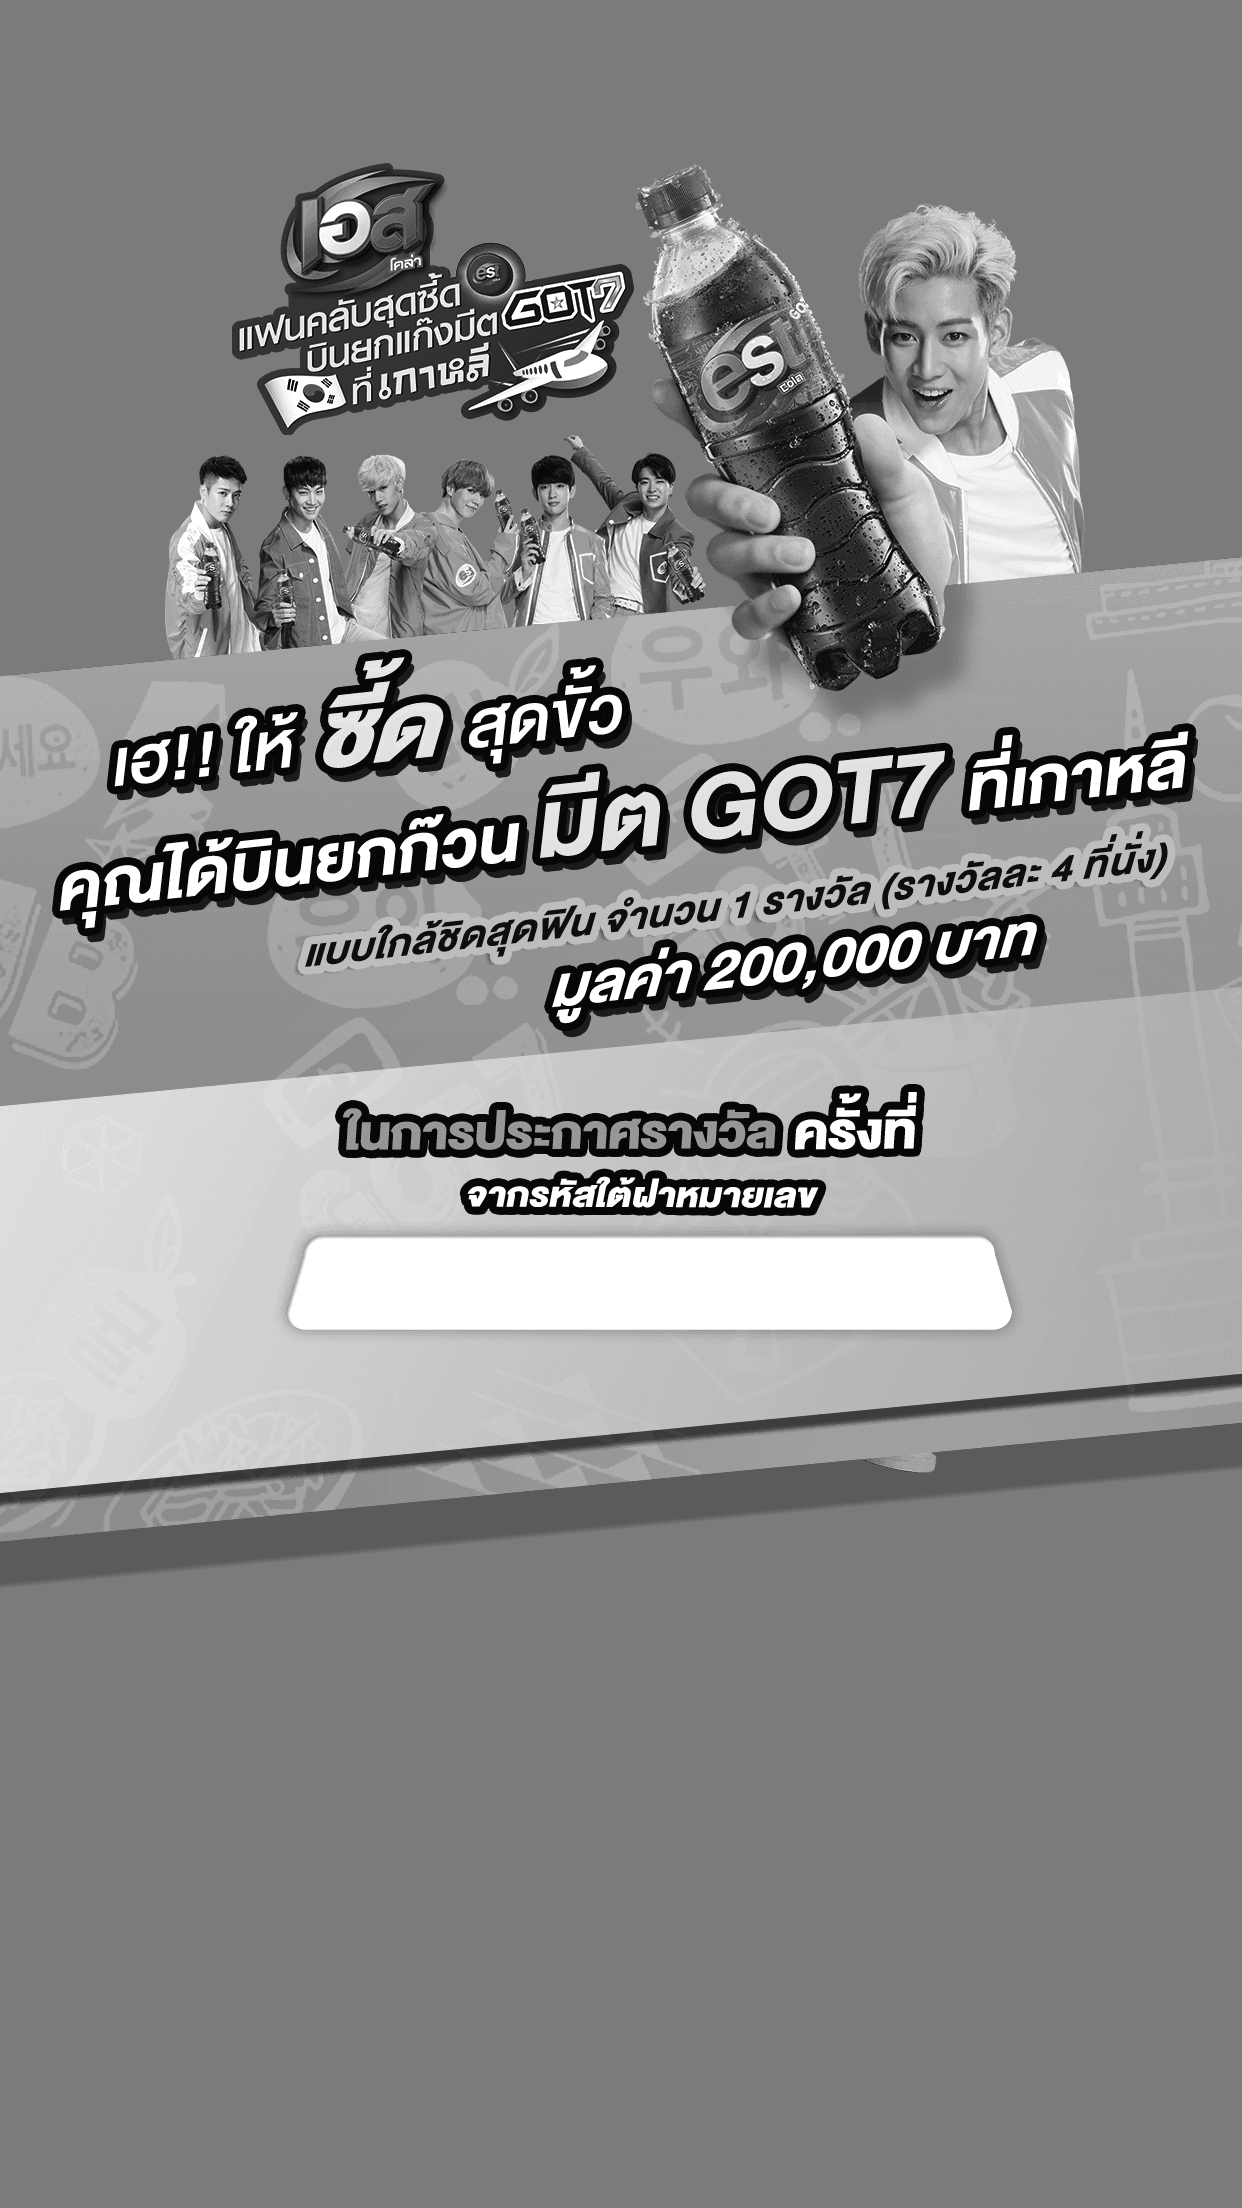 เอส
โคล่า
แฟนคลับสุดซี้ด
est
บินยกแก๊งมีต GOT7
ที่ เกาหลี
est
cola
เฮ!! ให้ ซี้ด สุดขั้ว
คุณได้บินยกก๊วน มีต GOT7 ที่เกาหลี
แบบใกล้ชิดสุดฟิน จำนวน 1 รางวัล (รางวัลละ 4 ที่นั่ง)
มูลค่า 200,000 บาท
우와
세요
ในการประกาศรางวัล ครั้งที่
จากรหัสใต้ฝาหมายเลข